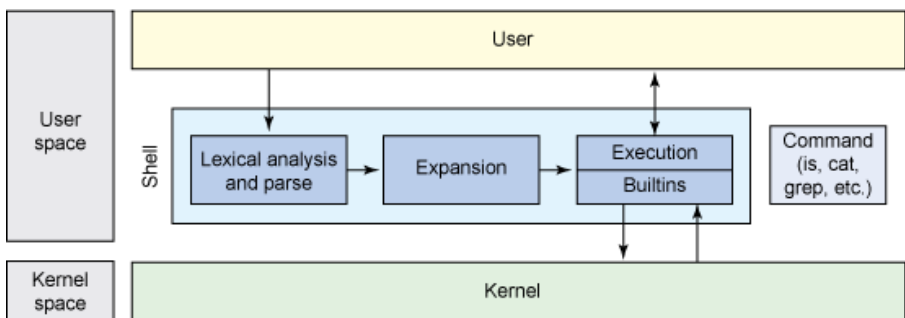 User
User
space
Shell
Lexical analysis
and parse
Expansion
Execution
Builtins
Command
(is, cat,
grep, etc.)
Kernel
space
Kernel